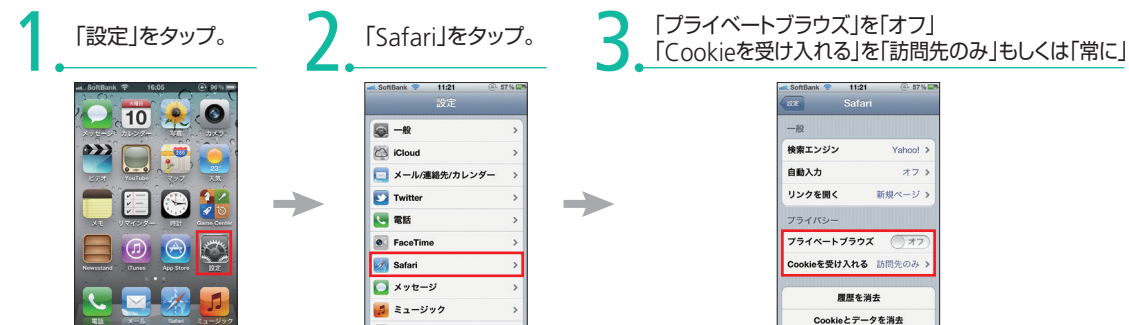 1.
「設定」をタップ。
2.
「Safari」をタップ。
3.
「プライベートブラウズ」を「オフ」
「Cookieを受け入れる」を「訪問先のみ」もしくは「常に」
SoftBank 16:05 86%
火曜日
10
メッセージ カレンダー 写真 カメラ
280
23°
ビデオ YouTube マップ 天気
メモ リマインダー 時計 Game Center
Newsstand iTunes App Store 設定
電話 メール Safari ミュージック
SoftBank 11:21 57%
設定
一般
iCloud
メール/連絡先/カレンダー
Twitter
電話
FaceTime
Safari
メッセージ
ミュージック
SoftBank 11:21 57%
設定 Safari
一般
検索エンジン Yahoo!
自動入力 オフ
リンクを開く 新規ページ
プライバシー
プライベートブラウズ オフ
Cookieを受け入れる 訪問先のみ
履歴を消去
Cookieとデータを消去